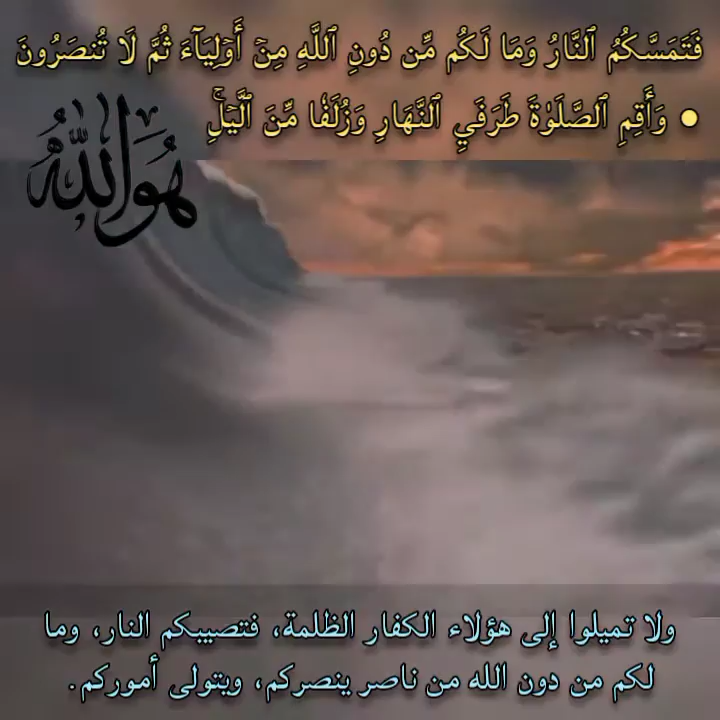 فَتَمَسَّكُمُ ٱلنَّارُ وَمَا لَكُم مِّن دُونِ ٱللَّهِ مِنۡ أَوۡلِيَآءَ ثُمَّ لَا تُنصَرُونَ
● وَأَقِمِ ٱلصَّلَوٰةَ طَرَفَيِ ٱلنَّهَارِ وَزُلَفٗا مِّنَ ٱلَّيۡلِۚ
هُوَ اللّٰهُ
ولا تميلوا إلى هؤلاء الكفار الظلمة، فتصيبكم النار، وما
لكم من دون الله من ناصر ينصركم، ويتولى أموركم.